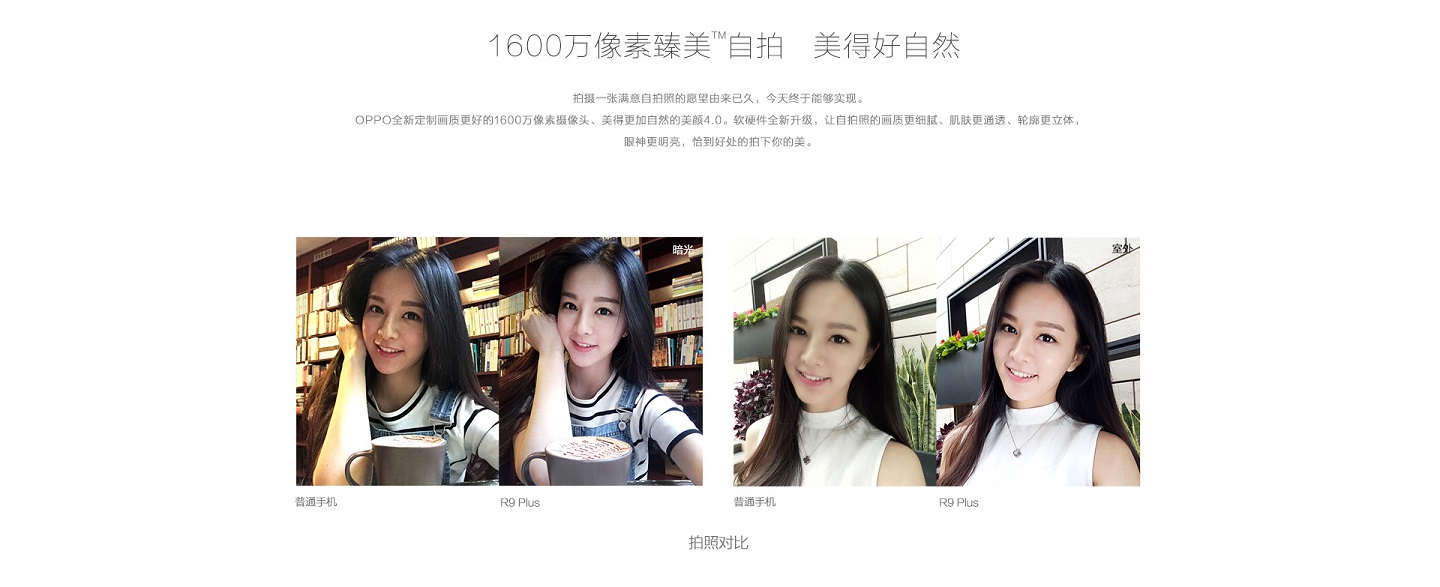 1600万像素臻美™自拍 美得好自然
拍摄一张满意自拍照的愿望由来已久，今天终于能够实现。
OPPO全新定制画质更好的1600万像素摄像头、美得更加自然的美颜4.0。软硬件全新升级，让自拍照的画质更细腻、肌肤更通透、轮廓更立体，
眼神更明亮，恰到好处的拍下你的美。
暗光
室外
普通手机
R9 Plus
普通手机
R9 Plus
拍照对比